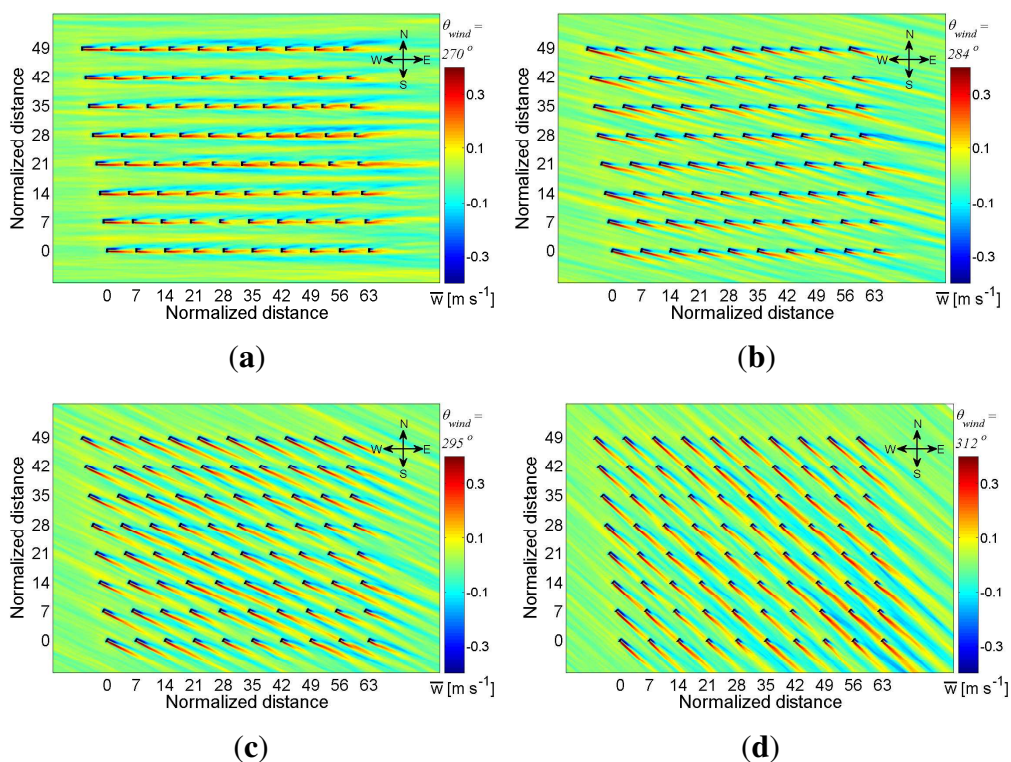 θwind =
270 o
N
W E
S
49
42
35
28
21
14
7
0
Normalized distance
0.3
0.1
-0.1
-0.3
w̅ [m s-1]
0 7 14 21 28 35 42 49 56 63
Normalized distance
(a)
θwind =
284 o
N
W E
S
49
42
35
28
21
14
7
0
Normalized distance
0.3
0.1
-0.1
-0.3
w̅ [m s-1]
0 7 14 21 28 35 42 49 56 63
Normalized distance
(b)
θwind =
295 o
N
W E
S
49
42
35
28
21
14
7
0
Normalized distance
0.3
0.1
-0.1
-0.3
w̅ [m s-1]
0 7 14 21 28 35 42 49 56 63
Normalized distance
(c)
θwind =
312 o
N
W E
S
49
42
35
28
21
14
7
0
Normalized distance
0.3
0.1
-0.1
-0.3
w̅ [m s-1]
0 7 14 21 28 35 42 49 56 63
Normalized distance
(d)